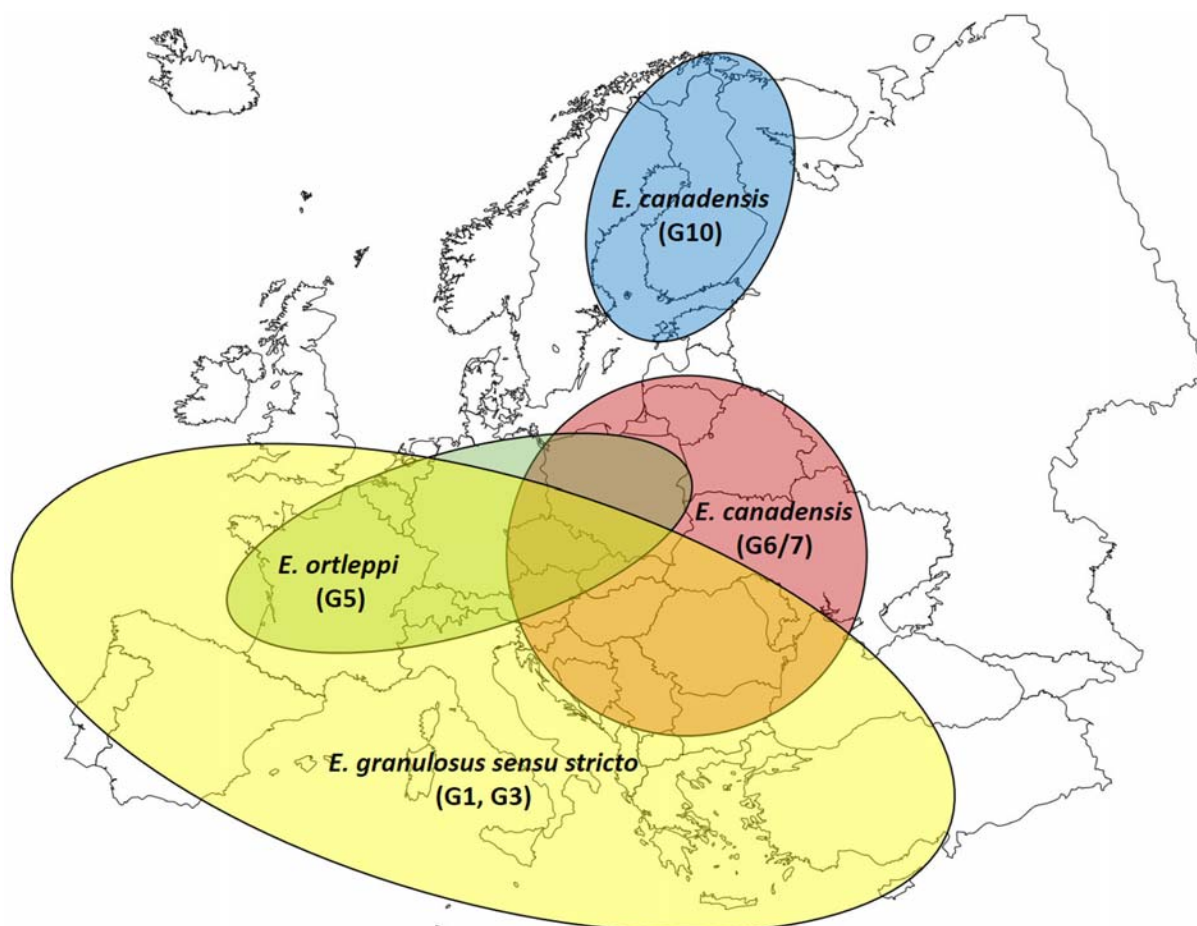 E. canadensis
(G10)
E. canadensis
(G6/7)
E. ortleppi
(G5)
E. granulosus sensu stricto
(G1, G3)